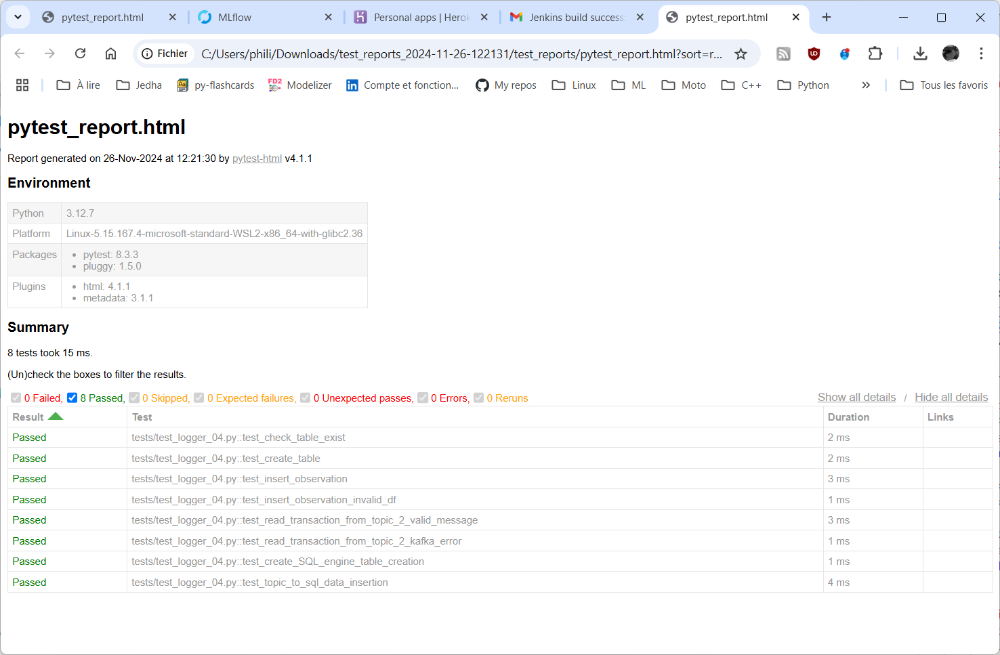 pytest_report.html
MLflow
Personal apps | Herok
Jenkins build success
pytest_report.html
Fichier
C:/Users/phili/Downloads/test_reports_2024-11-26-122131/test_reports/pytest_report.html?sort=r...
À lire
Jedha
py-flashcards
FD2
Modelizer
Compte et fonction...
My repos
Linux
ML
Moto
C++
Python
Tous les favoris
pytest_report.html
Report generated on 26-Nov-2024 at 12:21:30 by pytest-html v4.1.1
Environment
Python 3.12.7
Platform Linux-5.15.167.4-microsoft-standard-WSL2-x86_64-with-glibc2.36
Packages • pytest: 8.3.3
• pluggy: 1.5.0
Plugins • html: 4.1.1
• metadata: 3.1.1
Summary
8 tests took 15 ms.
(Un)check the boxes to filter the results.
0 Failed, 8 Passed, 0 Skipped, 0 Expected failures, 0 Unexpected passes, 0 Errors, 0 Reruns Show all details / Hide all details
Result Test Duration Links
Passed tests/test_logger_04.py::test_check_table_exist 2 ms
Passed tests/test_logger_04.py::test_create_table 2 ms
Passed tests/test_logger_04.py::test_insert_observation 3 ms
Passed tests/test_logger_04.py::test_insert_observation_invalid_df 1 ms
Passed tests/test_logger_04.py::test_read_transaction_from_topic_2_valid_message 3 ms
Passed tests/test_logger_04.py::test_read_transaction_from_topic_2_kafka_error 1 ms
Passed tests/test_logger_04.py::test_create_SQL_engine_table_creation 1 ms
Passed tests/test_logger_04.py::test_topic_to_sql_data_insertion 4 ms